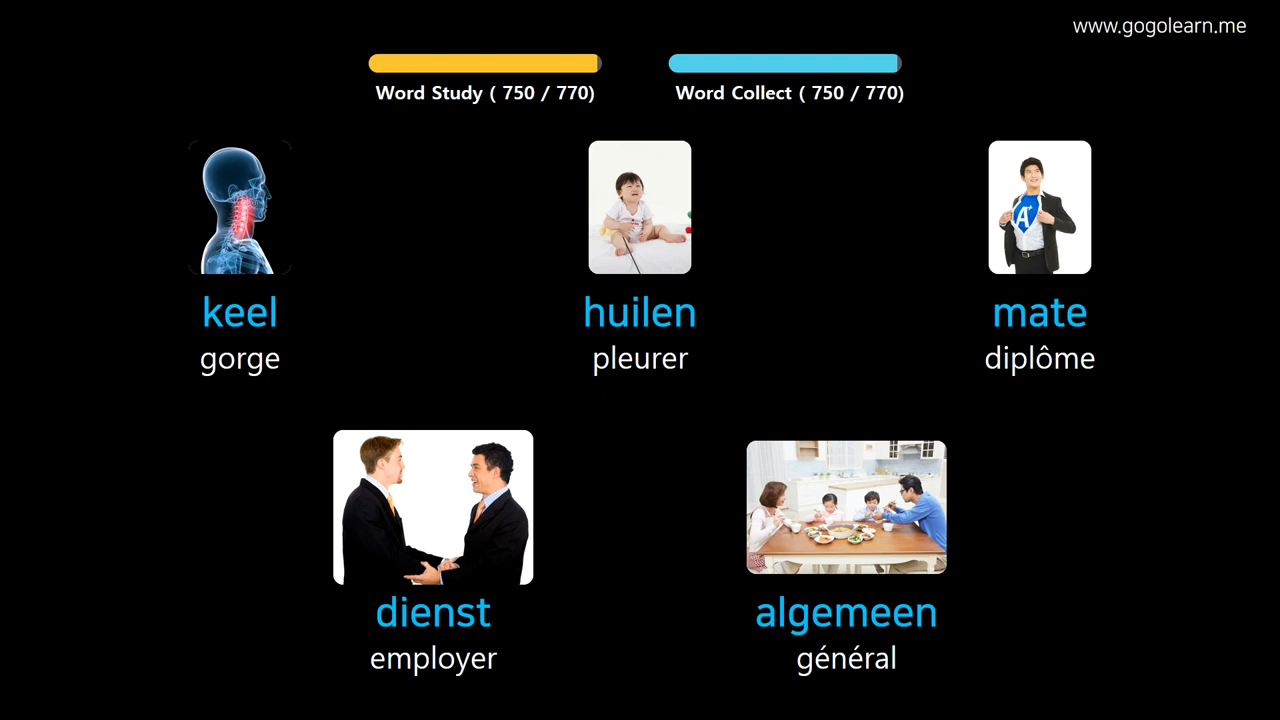 www.gogolearn.me
Word Study ( 750 / 770)
Word Collect ( 750 / 770)
A+
keel
gorge
huilen
pleurer
mate
diplôme
dienst
employer
algemeen
général